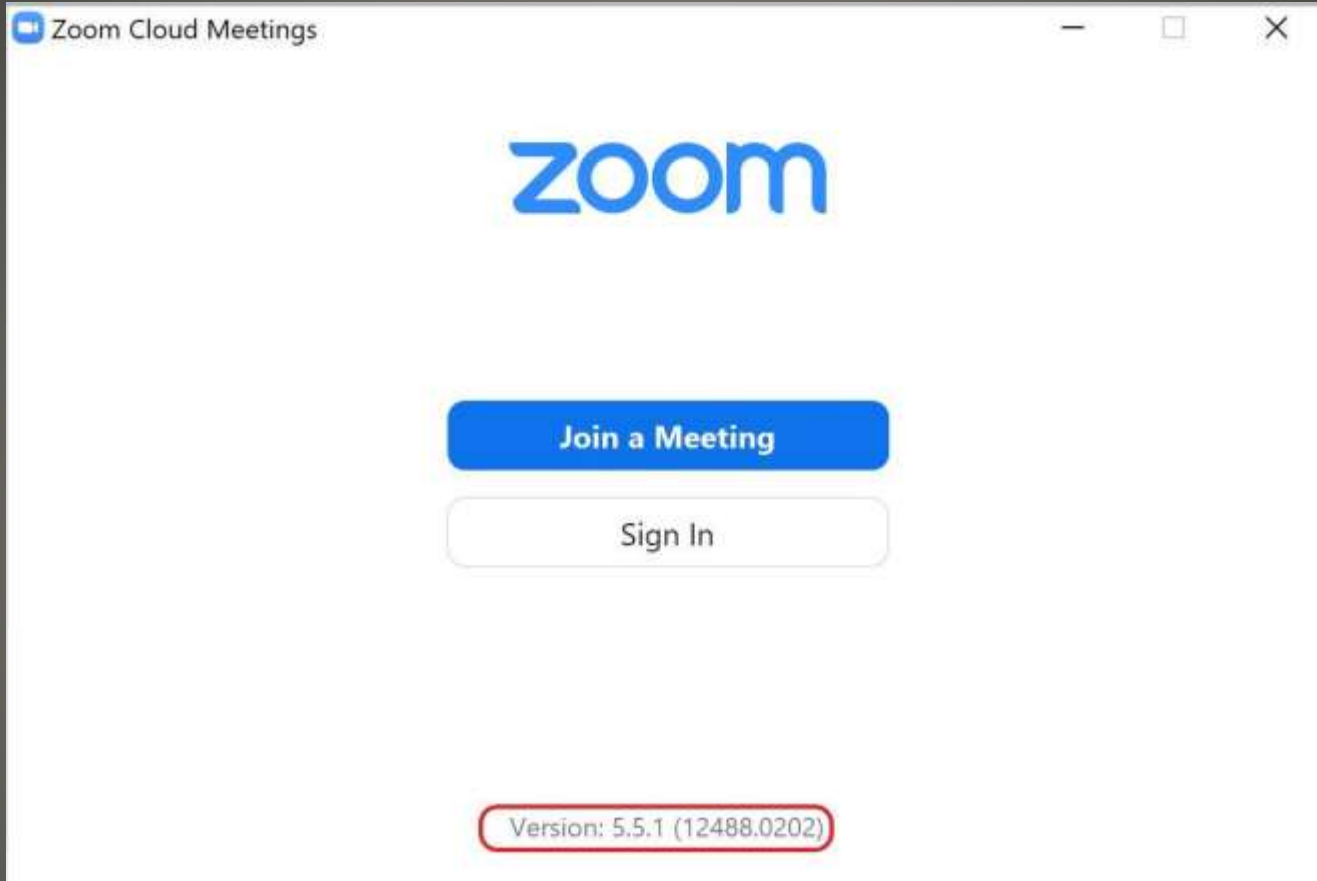 Zoom Cloud Meetings
zoom
Join a Meeting
Sign In
Version: 5.5.1 (12488.0202)